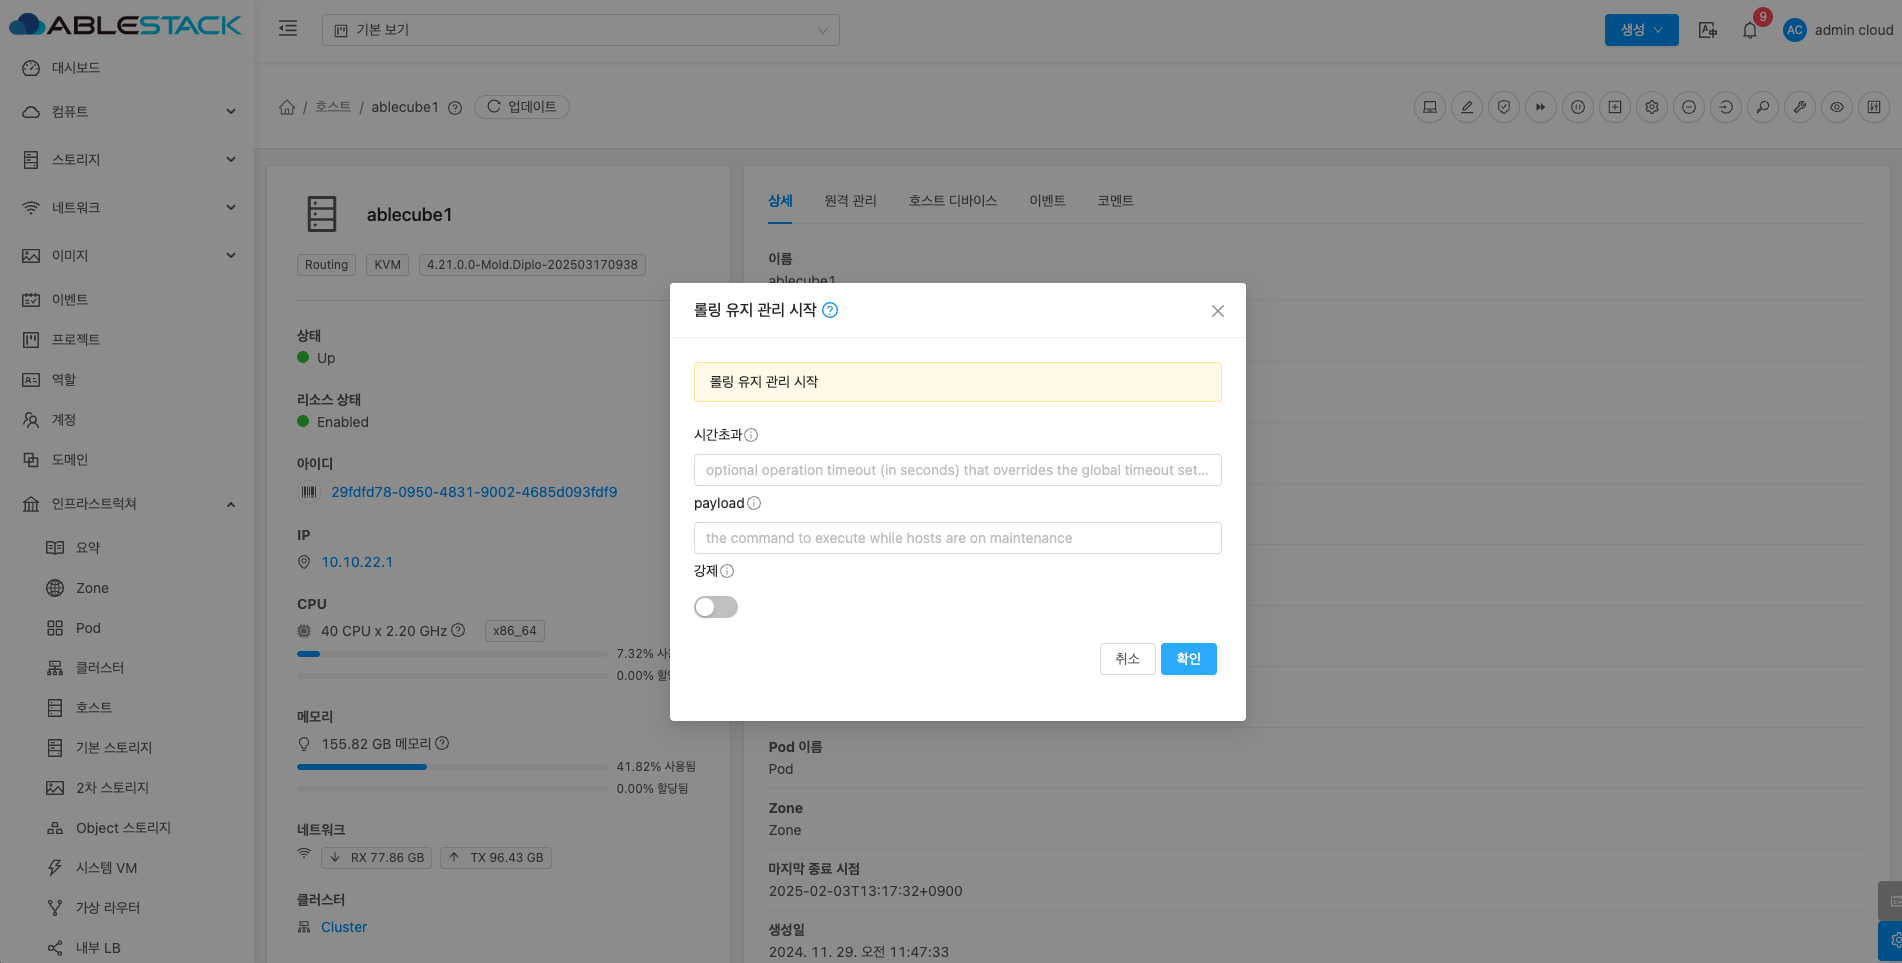 ABLESTACK
기본 보기
생성
9
AC
admin cloud
대시보드
컴퓨트
스토리지
네트워크
이미지
이벤트
프로젝트
역할
계정
도메인
인프라스트럭쳐
요약
Zone
Pod
클러스터
호스트
기본 스토리지
2차 스토리지
Object 스토리지
시스템 VM
가상 라우터
내부 LB
/ 호스트 / ablecube1
업데이트
ablecube1
Routing
KVM
4.21.0.0-Mold.Diplo-202503170938
상태
Up
리소스 상태
Enabled
아이디
29fdfd78-0950-4831-9002-4685d093fdf9
IP
10.10.22.1
CPU
40 CPU x 2.20 GHz
x86_64
7.32%
0.00%
메모리
155.82 GB 메모리
41.82% 사용됨
0.00% 할당됨
네트워크
RX 77.86 GB
TX 96.43 GB
클러스터
Cluster
상세
원격 관리
호스트 디바이스
이벤트
코멘트
이름
ablecube1
롤링 유지 관리 시작
롤링 유지 관리 시작
시간초과
optional operation timeout (in seconds) that overrides the global timeout set...
payload
the command to execute while hosts are on maintenance
강제
취소
확인
Pod 이름
Pod
Zone
Zone
마지막 종료 시점
2025-02-03T13:17:32+0900
생성일
2024. 11. 29. 오전 11:47:33